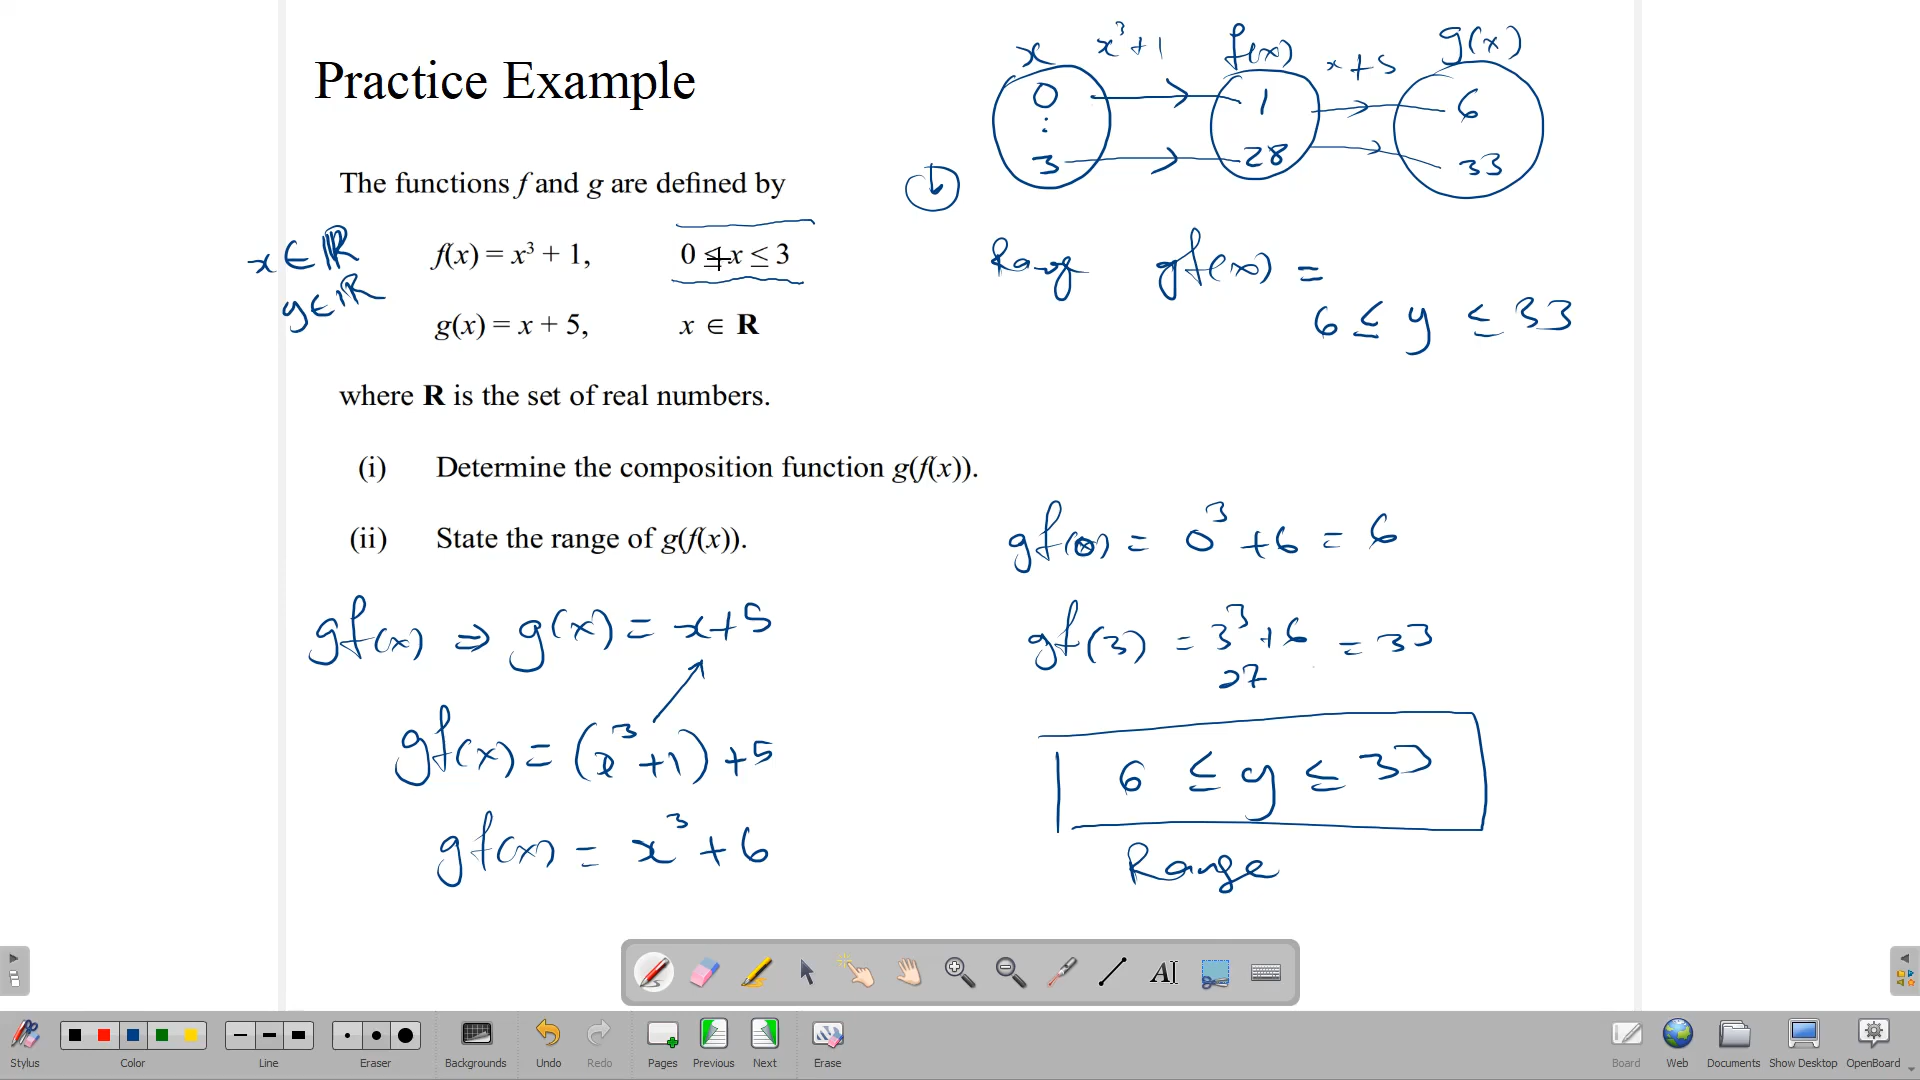 Practice Example
x x³+1 f(x) x+5 g(x)
0 1 6
⋮
3 28 33
The functions f and g are defined by
x ∈ ℝ
f(x) = x³ + 1, 0 ≤ x ≤ 3
y ∈ ℝ
g(x) = x + 5, x ∈ R
Rang gf(x) =
6 ≤ y ≤ 33
where R is the set of real numbers.
(i) Determine the composition function g(f(x)).
(ii) State the range of g(f(x)).
gf(x) ⇒ g(x) = x+5
gf(x) = (x³+1)+5
gf(x) = x³+6
gf(0) = 0³+6 = 6
gf(3) = 3³+6 = 33
27
6 ≤ y ≤ 33
Range
Stylus Color Line Eraser Backgrounds Undo Redo Pages Previous Next Erase Board Web Documents Show Desktop OpenBoard